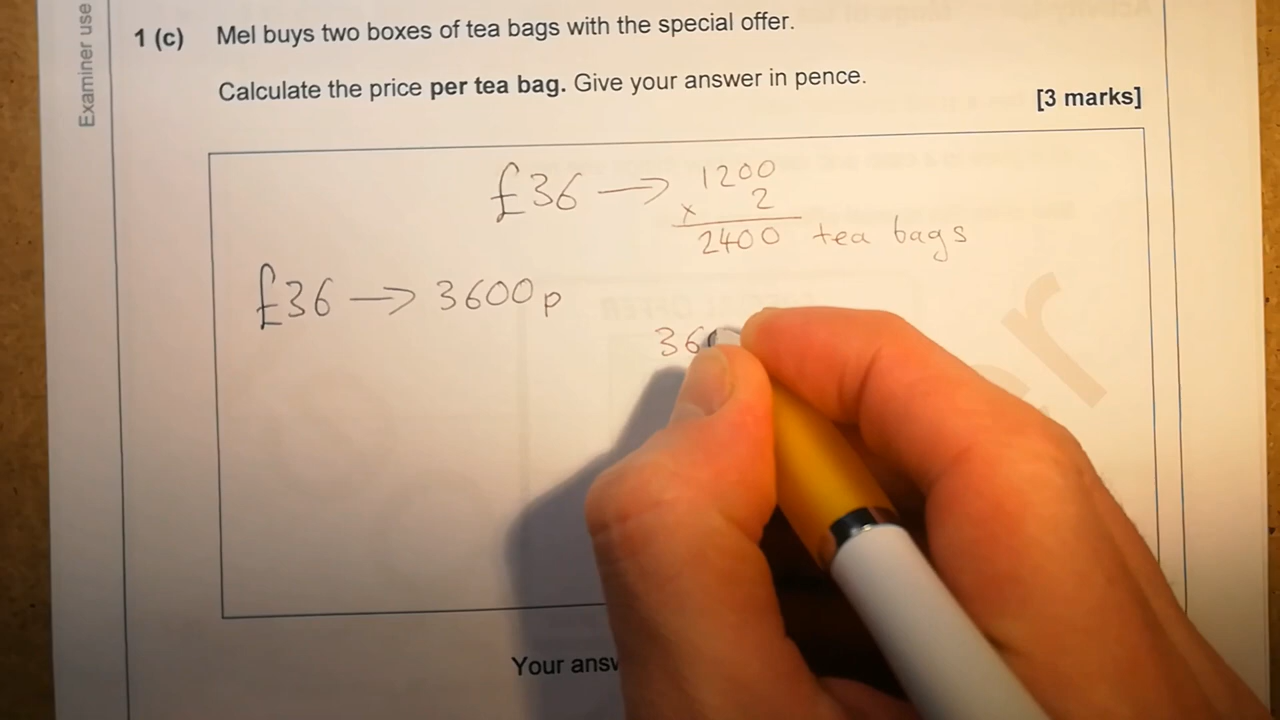 Examiner use
1 (c) Mel buys two boxes of tea bags with the special offer.
Calculate the price per tea bag. Give your answer in pence.
[3 marks]
£36 → 1200
x 2
2400 tea bags
£36 → 3600p
36
Your